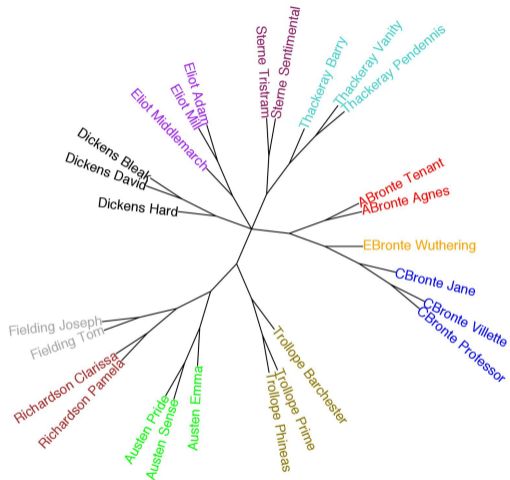 Sterne Tristram
Sterne Sentimental
Thackeray Barry
Thackeray Vanity
Thackeray Pendennis
Eliot Adam
Eliot Mill
Eliot Middlemarch
Dickens Bleak
Dickens David
Dickens Hard
ABronte Tenant
ABronte Agnes
EBronte Wuthering
CBronte Jane
CBronte Villette
CBronte Professor
Fielding Joseph
Fielding Tom
Richardson Clarissa
Richardson Pamela
Austen Pride
Austen Sense
Austen Emma
Trollope Barchester
Trollope Prime
Trollope Phineas